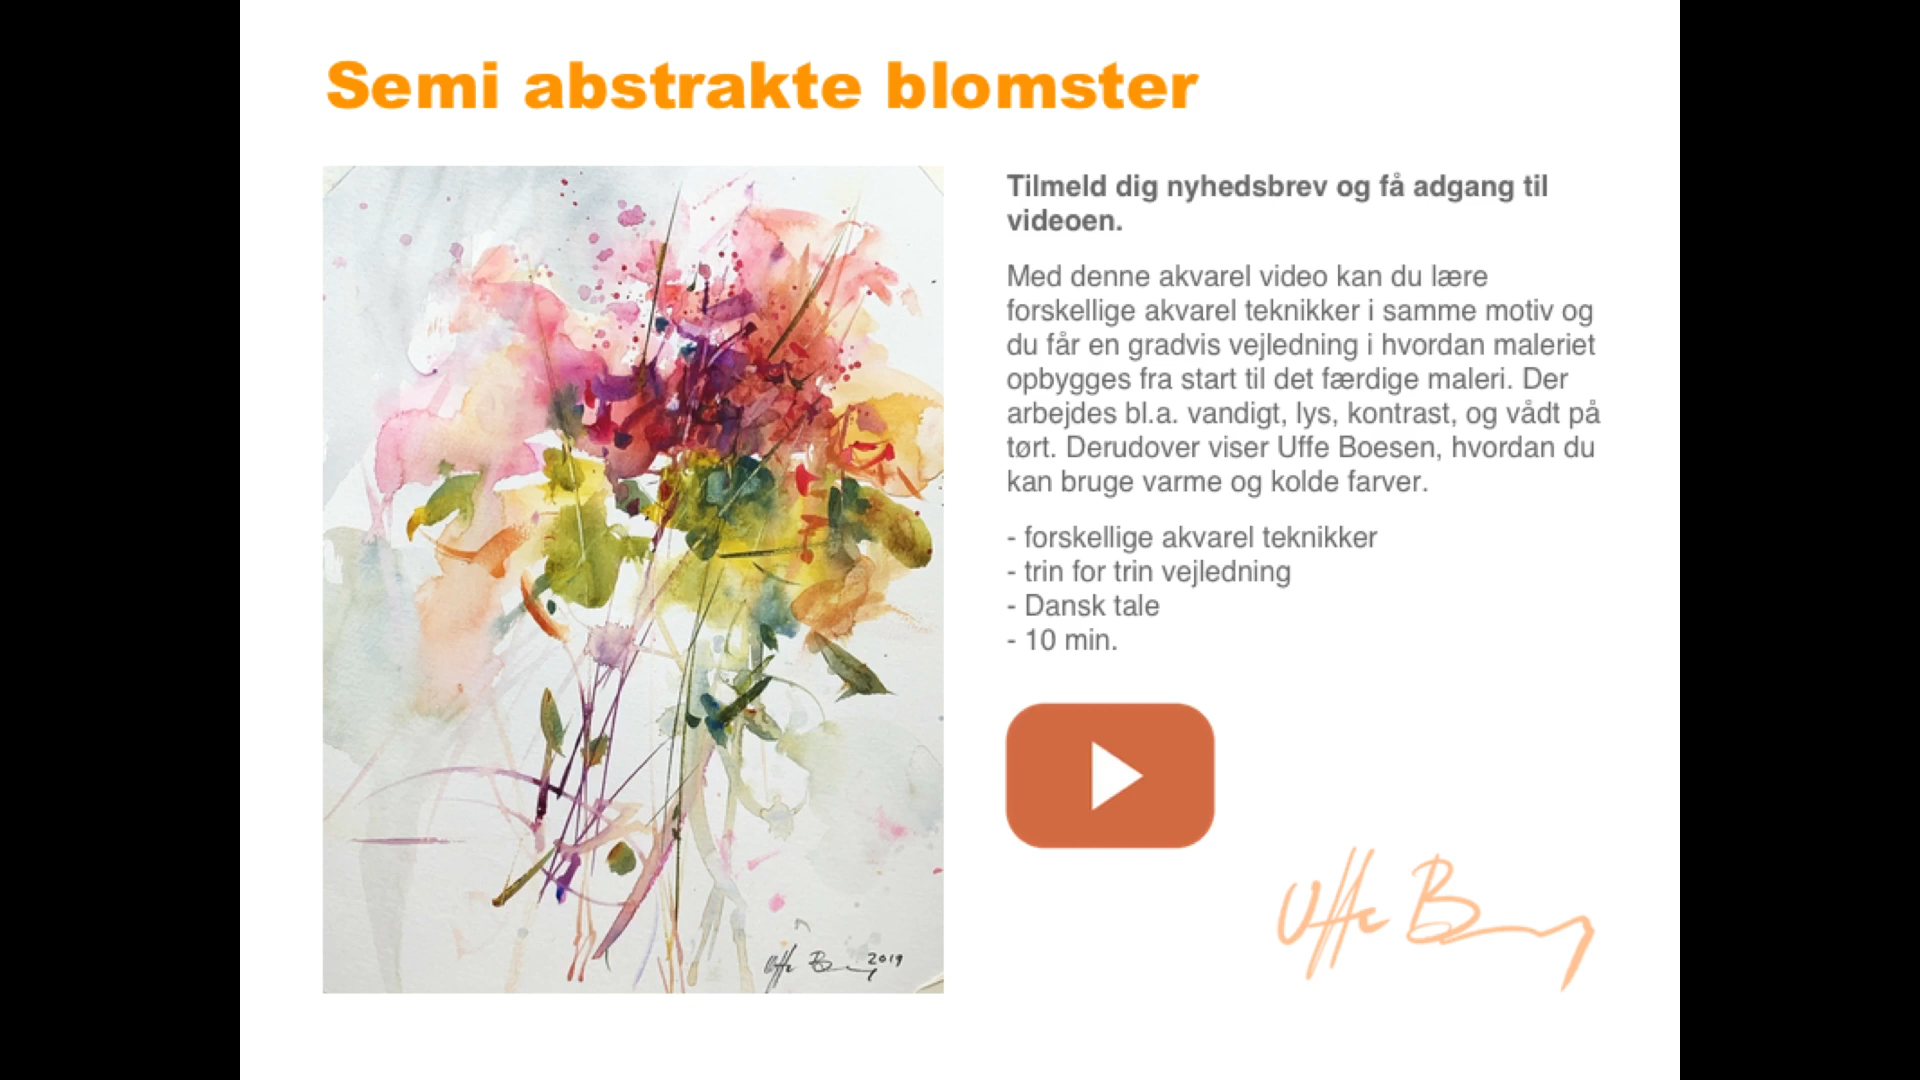 Semi abstrakte blomster
Tilmeld dig nyhedsbrev og få adgang til
videoen.
Med denne akvarel video kan du lære
forskellige akvarel teknikker i samme motiv og
du får en gradvis vejledning i hvordan maleriet
opbygges fra start til det færdige maleri. Der
arbejdes bl.a. vandigt, lys, kontrast, og vådt på
tørt. Derudover viser Uffe Boesen, hvordan du
kan bruge varme og kolde farver.
- forskellige akvarel teknikker
- trin for trin vejledning
- Dansk tale
- 10 min.
Uffe B
Uffe B 2019